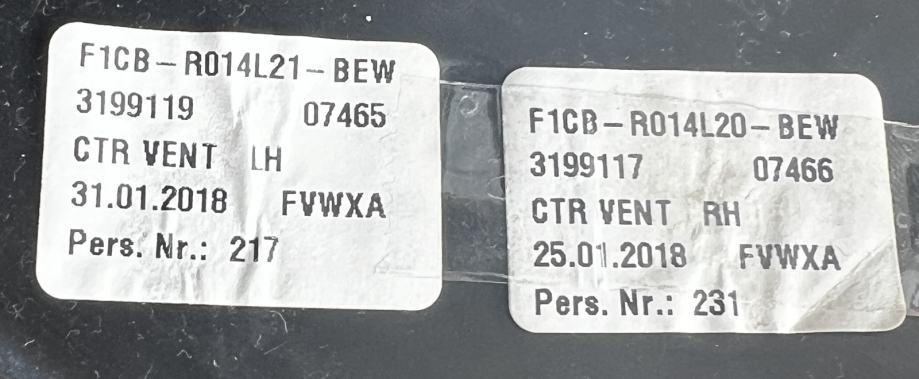 F1CB-R014L21-BEW
3199119 07465
CTR VENT LH
31.01.2018 FVWXA
Pers. Nr.: 217
F1CB-R014L20-BEW
3199117 07466
CTR VENT RH
25.01.2018 FVWXA
Pers. Nr.: 231